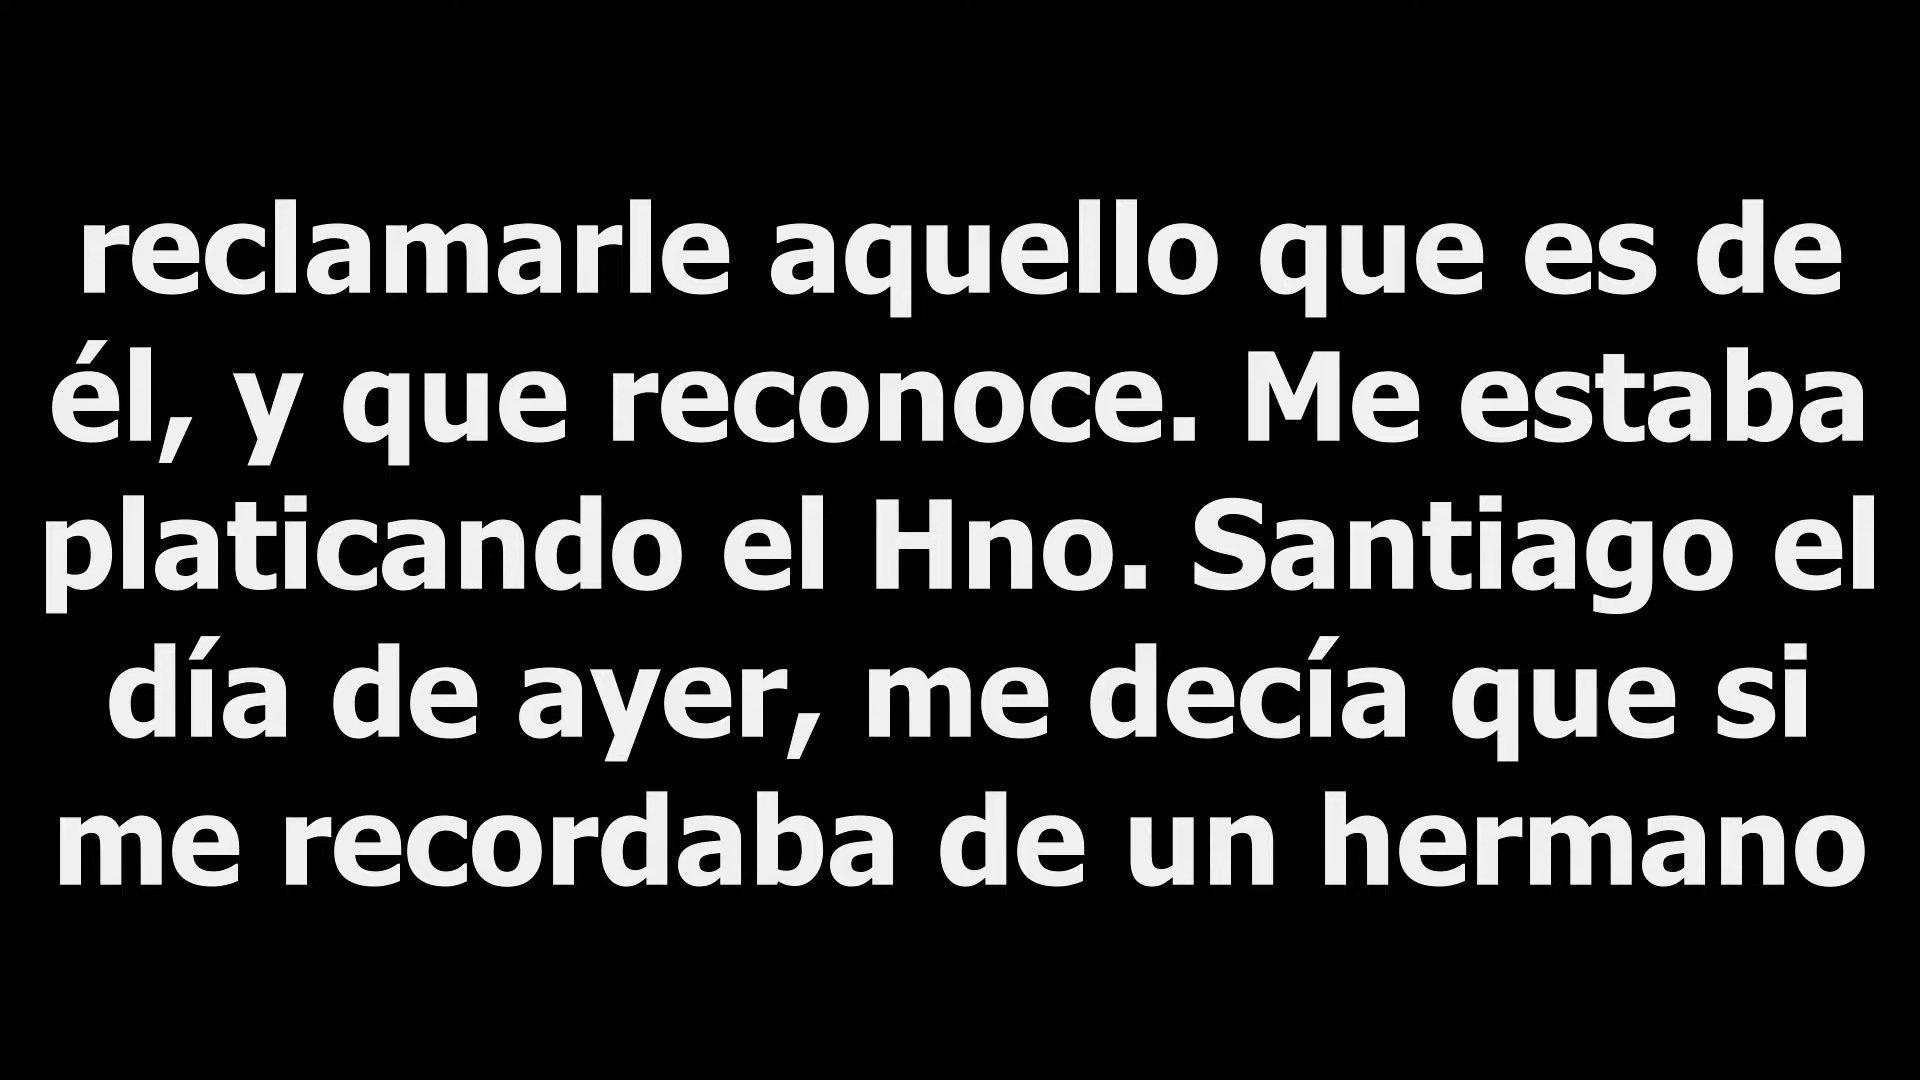 reclamarle aquello que es de
él, y que reconoce. Me estaba
platicando el Hno. Santiago el
día de ayer, me decía que si
me recordaba de un hermano